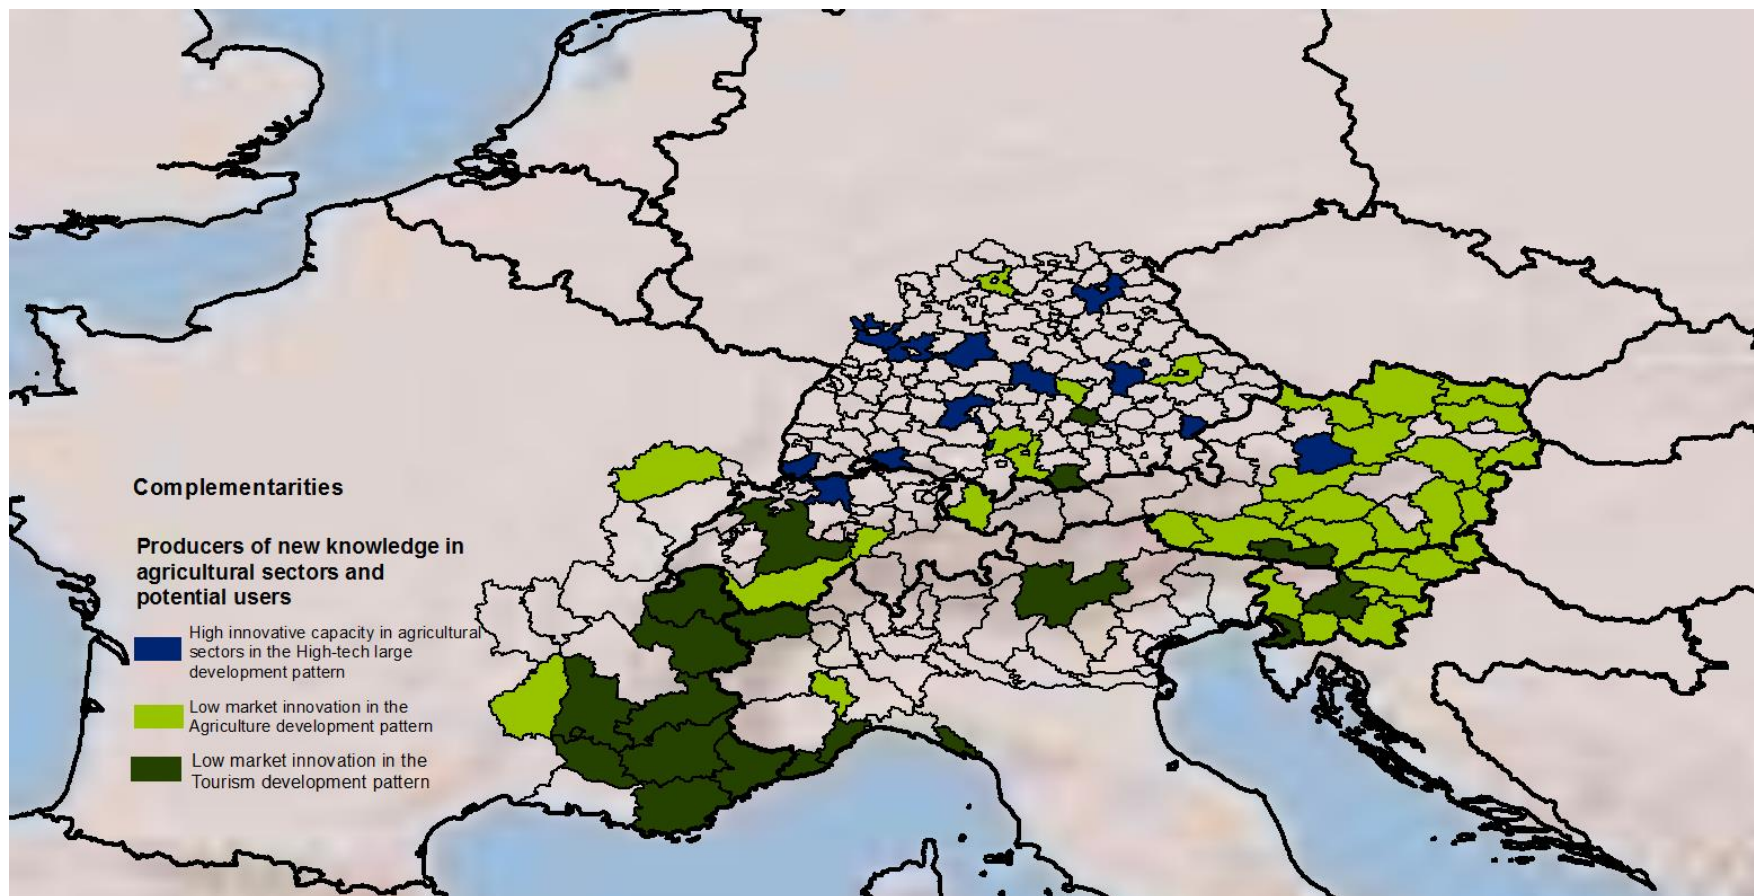 Complementarities
Producers of new knowledge in
agricultural sectors and
potential users
High innovative capacity in agricultural
sectors in the High-tech large
development pattern
Low market innovation in the
Agriculture development pattern
Low market innovation in the
Tourism development pattern